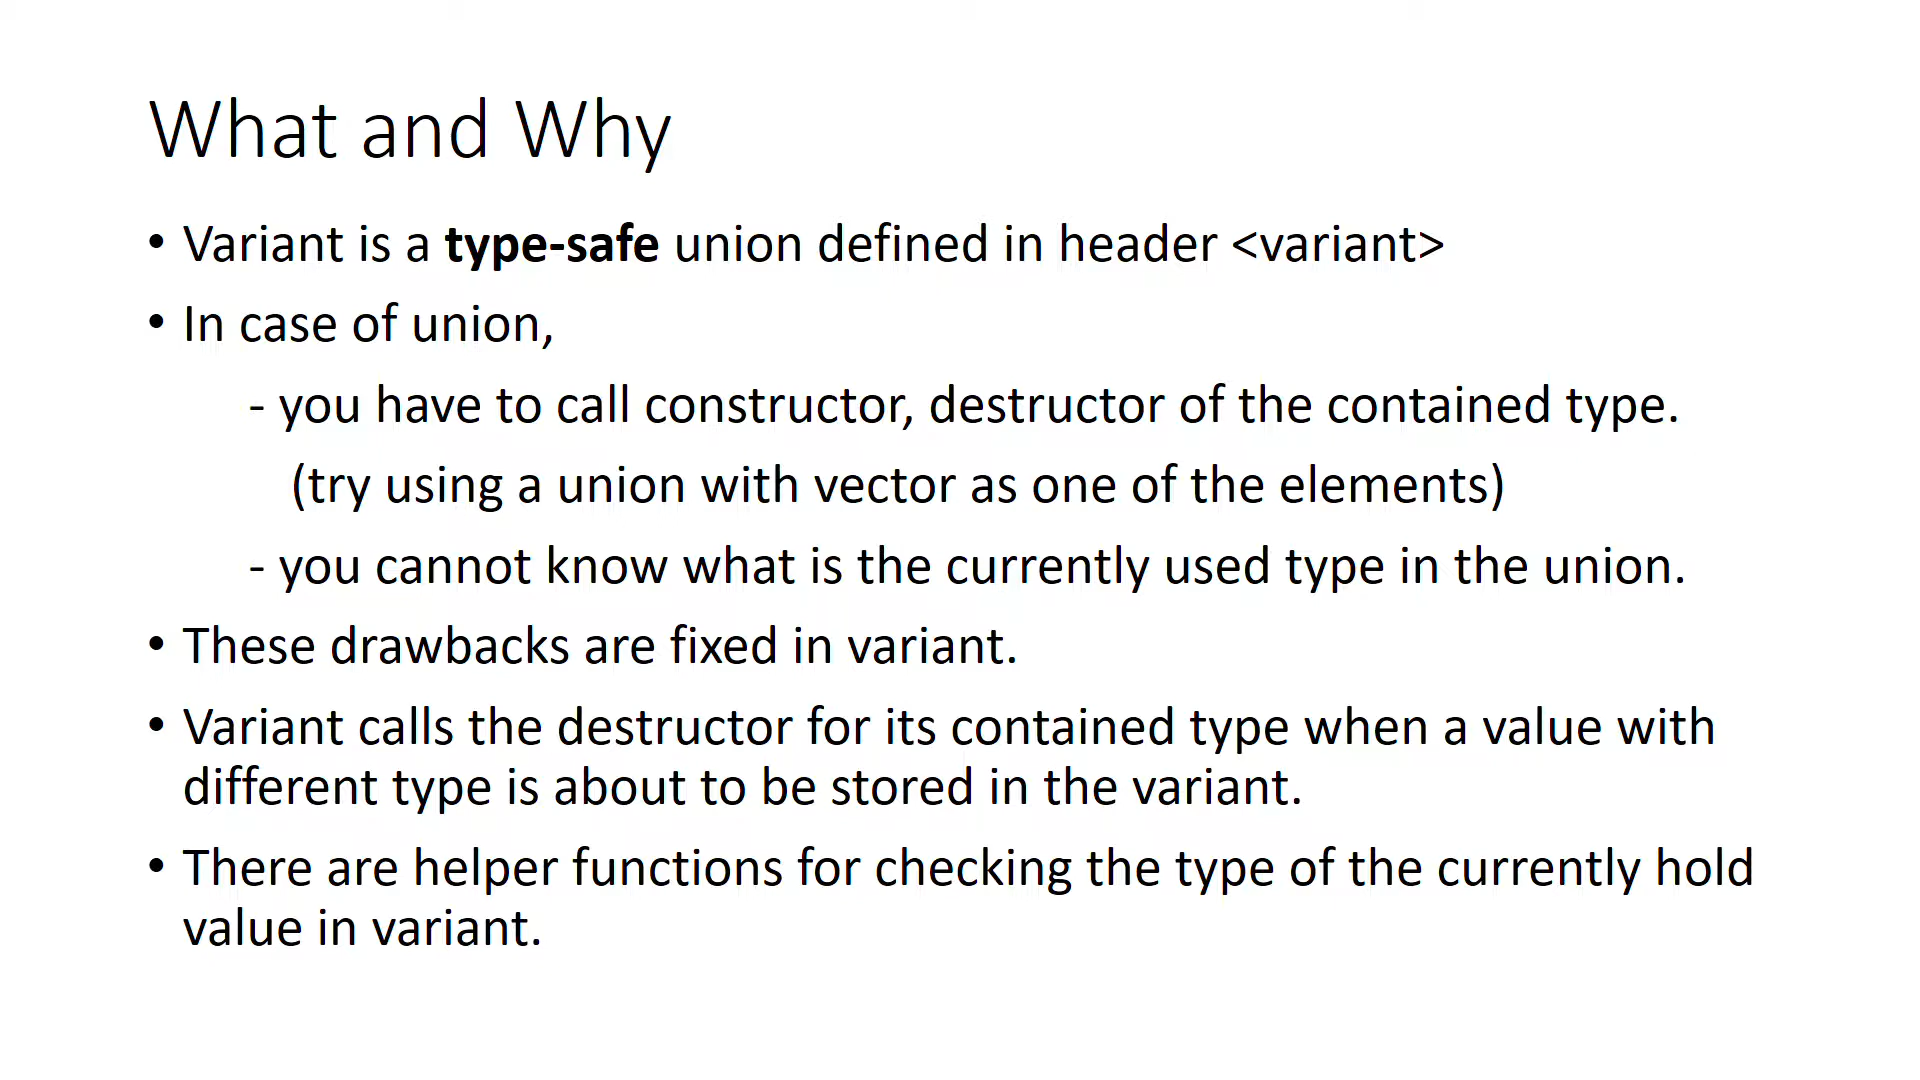 What and Why
• Variant is a type-safe union defined in header <variant>
• In case of union,
- you have to call constructor, destructor of the contained type.
(try using a union with vector as one of the elements)
- you cannot know what is the currently used type in the union.
• These drawbacks are fixed in variant.
• Variant calls the destructor for its contained type when a value with
different type is about to be stored in the variant.
• There are helper functions for checking the type of the currently hold
value in variant.